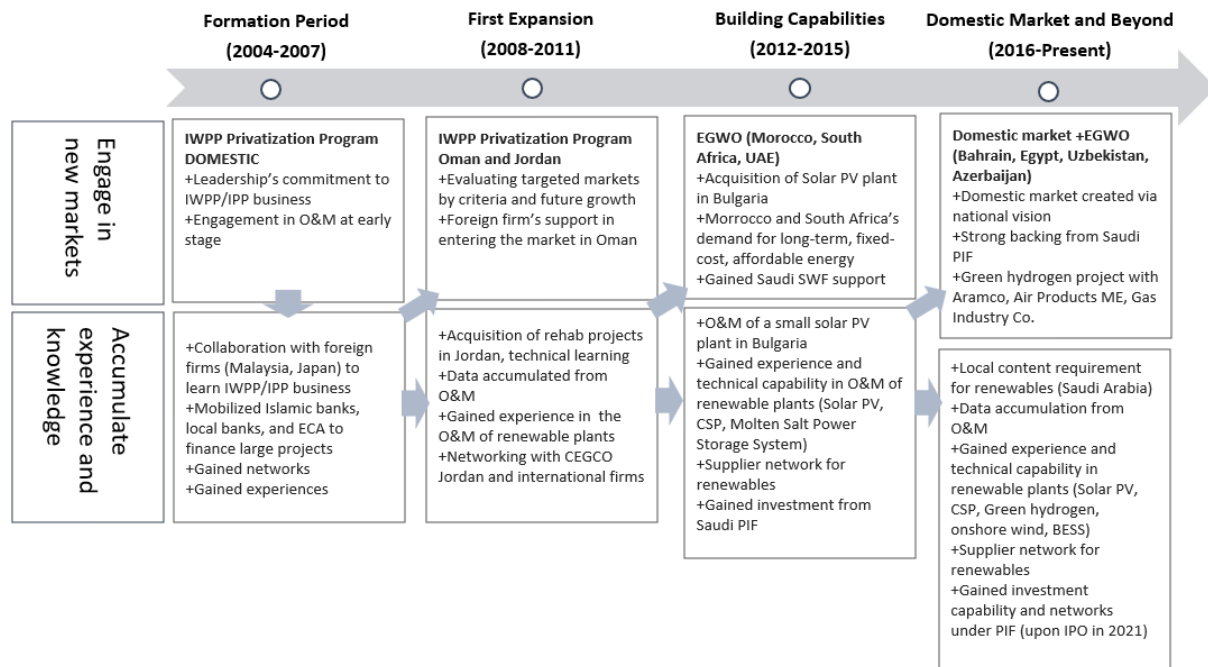 Formation Period
(2004-2007)
First Expansion
(2008-2011)
Building Capabilities
(2012-2015)
Domestic Market and Beyond
(2016-Present)
Engage in
new markets
IWPP Privatization Program
DOMESTIC
+Leadership's commitment to
IWPP/IPP business
+Engagement in O&M at early
stage
IWPP Privatization Program
Oman and Jordan
+Evaluating targeted markets
by criteria and future growth
+Foreign firm's support in
entering the market in Oman
EGWO (Morocco, South
Africa, UAE)
+Acquisition of Solar PV plant
in Bulgaria
+Morrocco and South Africa's
demand for long-term, fixed-
cost, affordable energy
+Gained Saudi SWF support
Domestic market +EGWO
(Bahrain, Egypt, Uzbekistan,
Azerbaijan)
+Domestic market created via
national vision
+Strong backing from Saudi
PIF
+Green hydrogen project with
Aramco, Air Products ME, Gas
Industry Co.
Accumulate
experience and
knowledge
+Collaboration with foreign
firms (Malaysia, Japan) to
learn IWPP/IPP business
+Mobilized Islamic banks,
local banks, and ECA to
finance large projects
+Gained networks
+Gained experiences
+Acquisition of rehab projects
in Jordan, technical learning
+Data accumulated from
O&M
+Gained experience in the
O&M of renewable plants
+Networking with CEGCO
Jordan and international firms
+O&M of a small solar PV
plant in Bulgaria
+Gained experience and
technical capability in O&M of
renewable plants (Solar PV,
CSP, Molten Salt Power
Storage System)
+Supplier network for
renewables
+Gained investment from
Saudi PIF
+Local content requirement
for renewables (Saudi Arabia)
+Data accumulation from
O&M
+Gained experience and
technical capability in
renewable plants (Solar PV,
CSP, Green hydrogen,
onshore wind, BESS)
+Supplier network for
renewables
+Gained investment
capability and networks
under PIF (upon IPO in 2021)